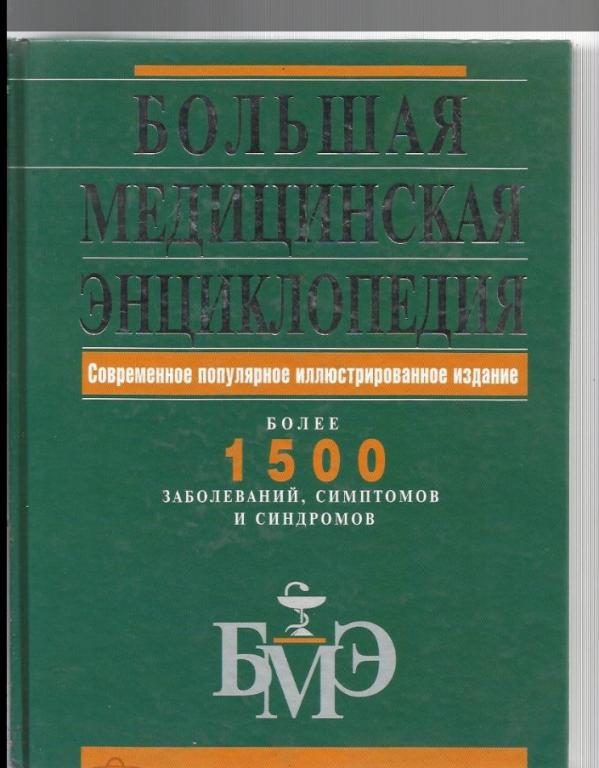 БОЛЬШАЯ
МЕДИЦИНСКАЯ
ЭНЦИКЛОПЕДИЯ
Современное популярное иллюстрированное издание
БОЛЕЕ
1500
ЗАБОЛЕВАНИЙ, СИМПТОМОВ
И СИНДРОМОВ
БМЭ